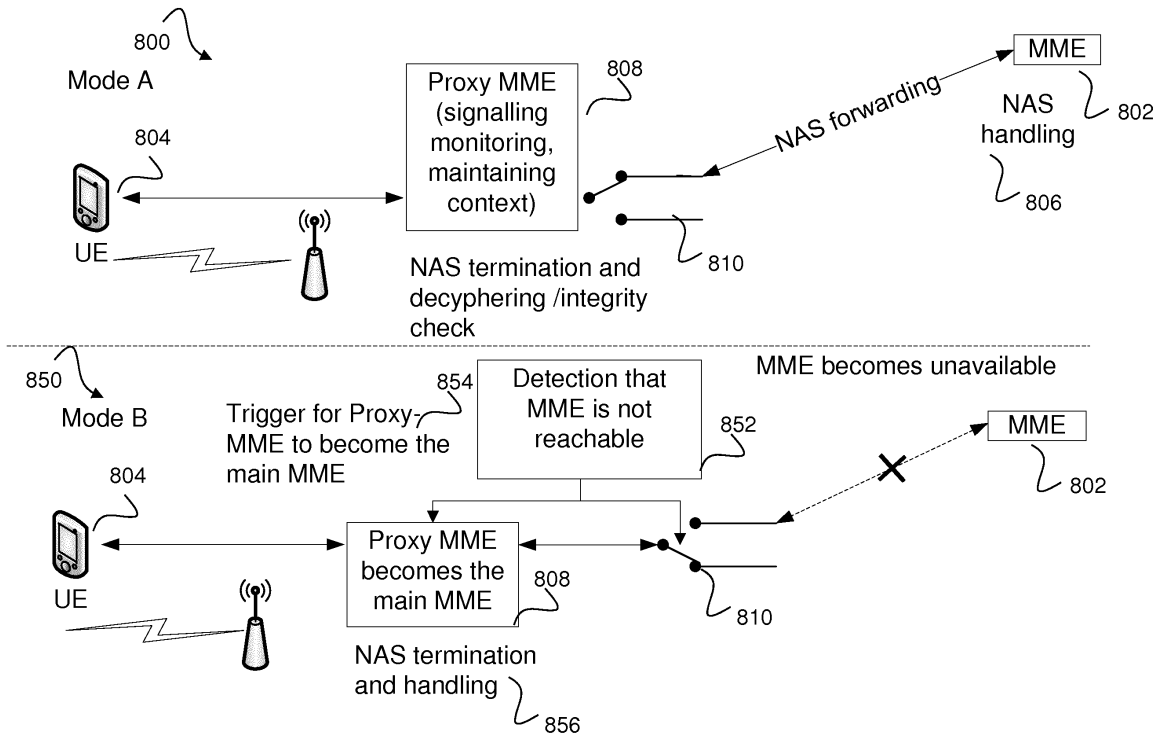 800
Mode A
804
UE
Proxy MME
(signalling
monitoring,
maintaining
context)
808
NAS forwarding
MME
802
NAS
handling
806
810
NAS termination and
decyphering /integrity
check
850
Mode B
MME becomes unavailable
854
Trigger for Proxy-
MME to become the
main MME
Detection that
MME is not
reachable
852
MME
802
804
UE
Proxy MME
becomes the
main MME
808
810
NAS termination
and handling
856